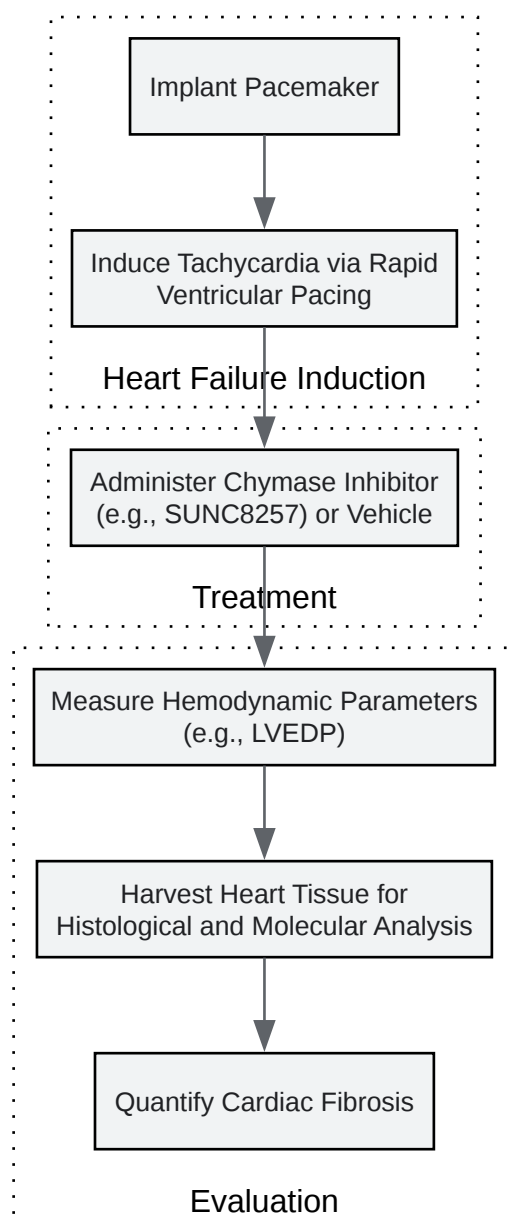 Implant Pacemaker
Induce Tachycardia via Rapid
Ventricular Pacing
Heart Failure Induction
Administer Chymase Inhibitor
(e.g., SUNC8257) or Vehicle
Treatment
Measure Hemodynamic Parameters
(e.g., LVEDP)
Harvest Heart Tissue for
Histological and Molecular Analysis
Quantify Cardiac Fibrosis
Evaluation